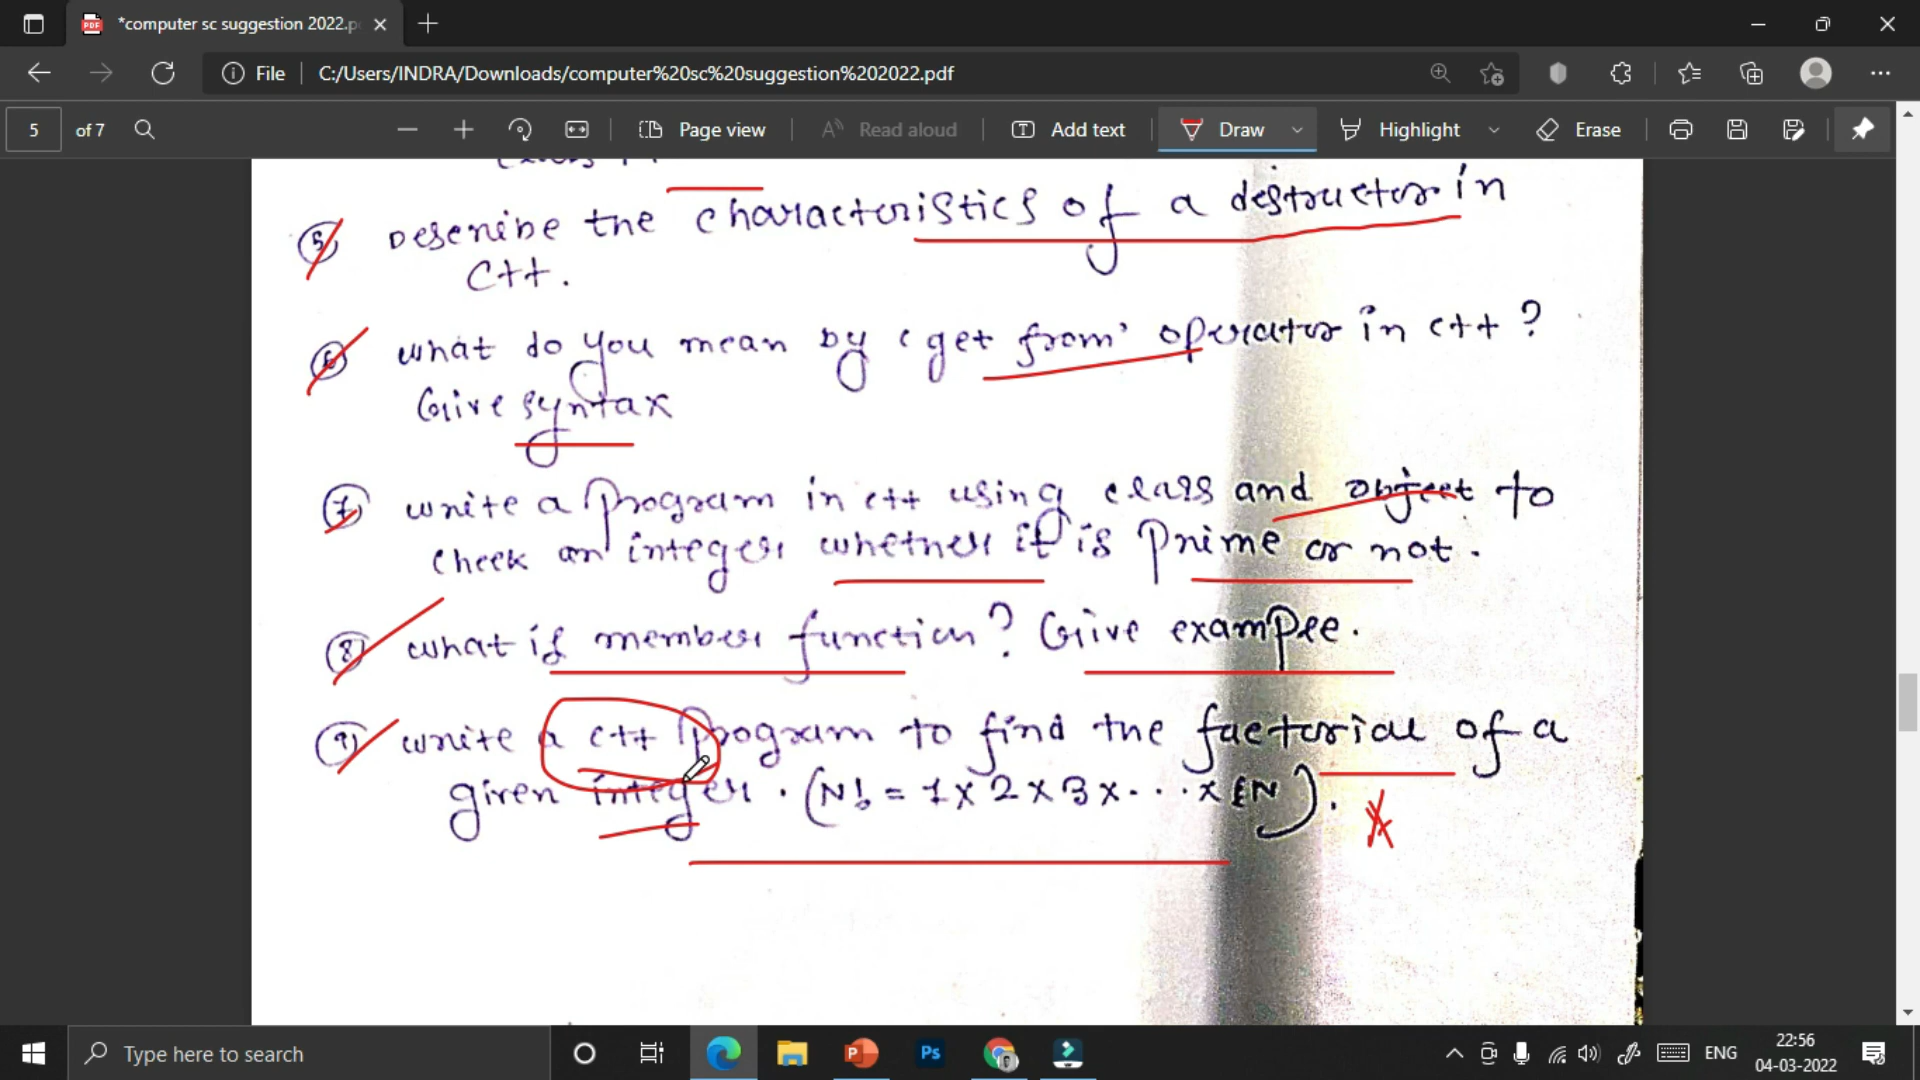 *computer sc suggestion 2022.p
File
C:/Users/INDRA/Downloads/computer%20sc%20suggestion%202022.pdf
5 of 7
Page view
Read aloud
Add text
Draw
Highlight
Erase
⑤ Describe the characteristics of a destructor in
C++.
⑥ what do you mean by 'get from' operator in c++?
Give syntax
⑦ write a program in c++ using class and object to
check an integer whether it is prime or not.
⑧ what is member function? Give example.
⑨ write a c++ program to find the factorial of a
given integer. (N! = 1x2x3x...xN).
Type here to search
ENG
22:56
04-03-2022